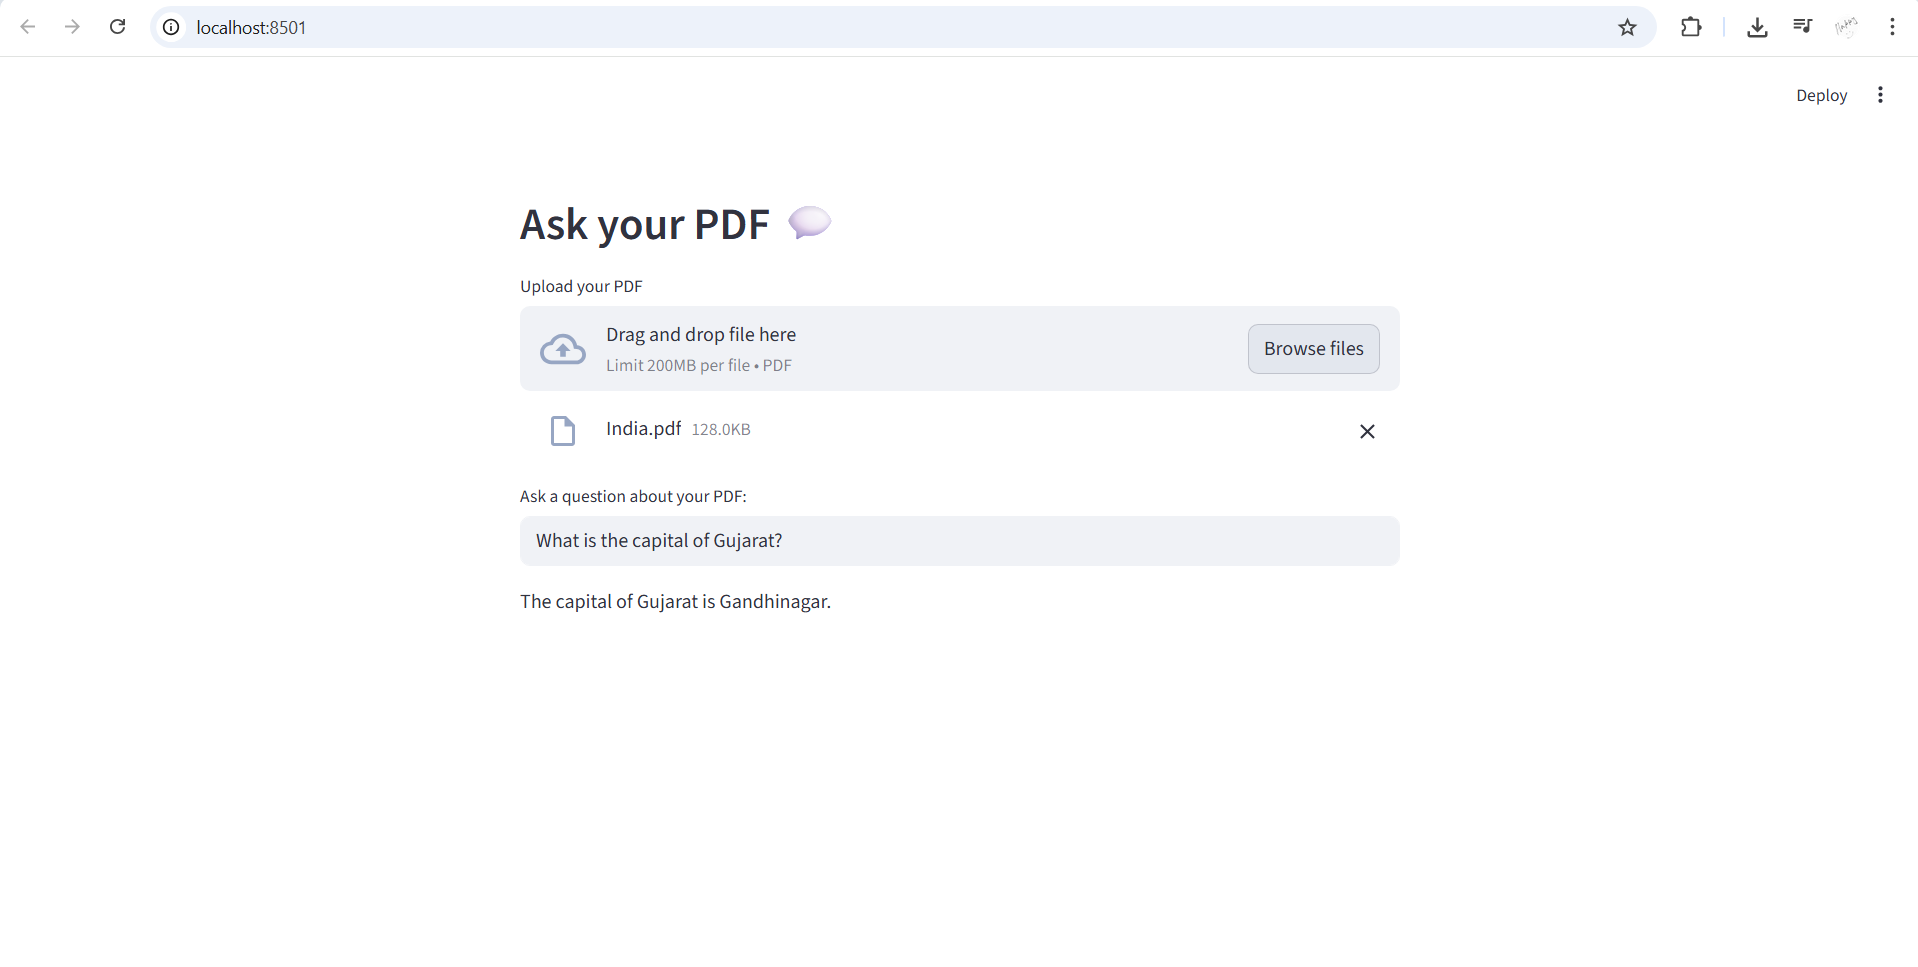 localhost:8501
Deploy
Ask your PDF
Upload your PDF
Drag and drop file here
Limit 200MB per file • PDF
Browse files
India.pdf 128.0KB
Ask a question about your PDF:
What is the capital of Gujarat?
The capital of Gujarat is Gandhinagar.